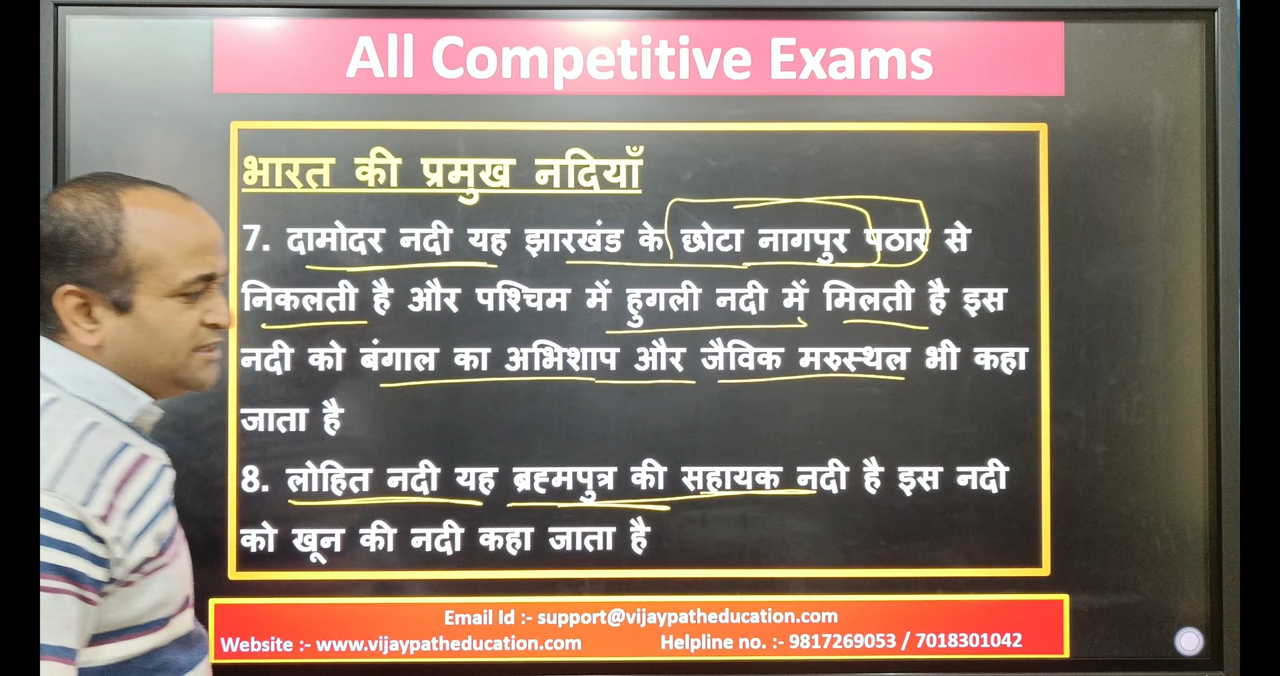 All Competitive Exams
भारत की प्रमुख नदियाँ
7. दामोदर नदी यह झारखंड के छोटा नागपुर पठार से
निकलती है और पश्चिम में हुगली नदी में मिलती है इस
नदी को बंगाल का अभिशाप और जैविक मरुस्थल भी कहा
जाता है
8. लोहित नदी यह ब्रह्मपुत्र की सहायक नदी है इस नदी
को खून की नदी कहा जाता है
Email Id :- support@vijaypatheducation.com
Website :- www.vijaypatheducation.com Helpline no. :- 9817269053 / 7018301042